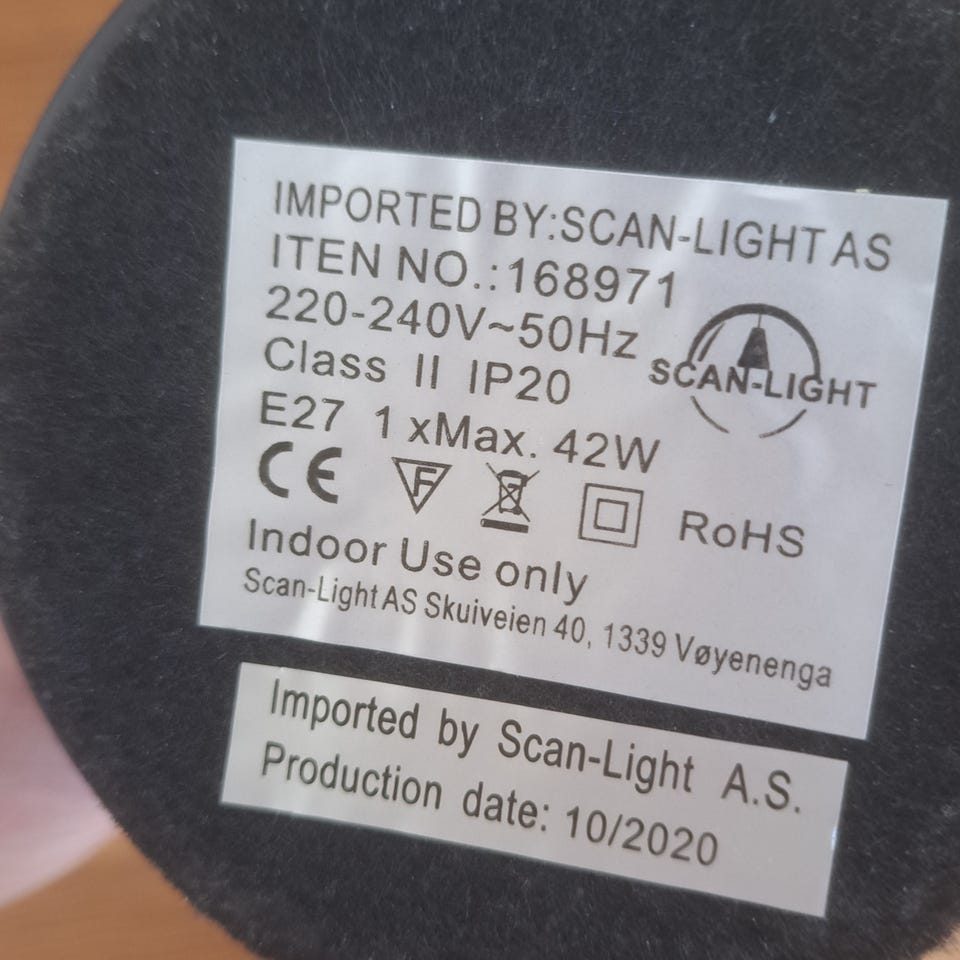 IMPORTED BY:SCAN-LIGHT AS
ITEN NO.:168971
220-240V~50Hz
SCAN-LIGHT
Class II IP20
E27 1 xMax. 42W
CE F RoHS
Indoor Use only
Scan-Light AS Skuiveien 40, 1339 Vøyenenga
Imported by Scan-Light A.S.
Production date: 10/2020